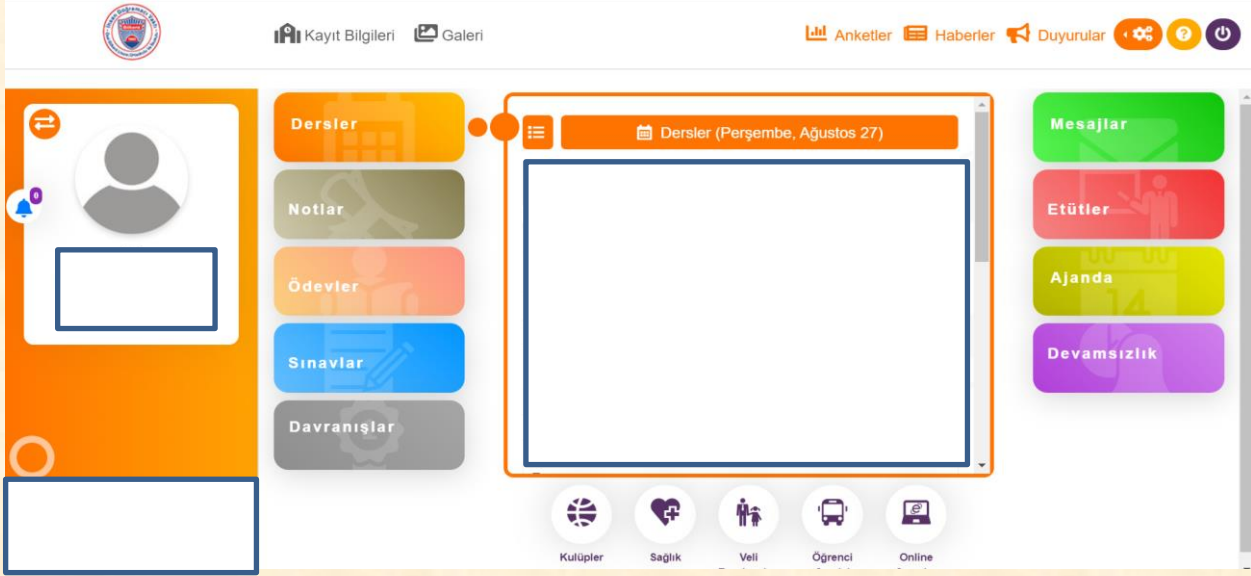 Kayıt Bilgileri
Galeri
Anketler
Haberler
Duyurular
0
Dersler
Notlar
Ödevler
Sınavlar
Davranışlar
Dersler (Perşembe, Ağustos 27)
Mesajlar
Etütler
Ajanda
14
Devamsızlık
Kulüpler
Sağlık
Veli
Öğrenci
Online